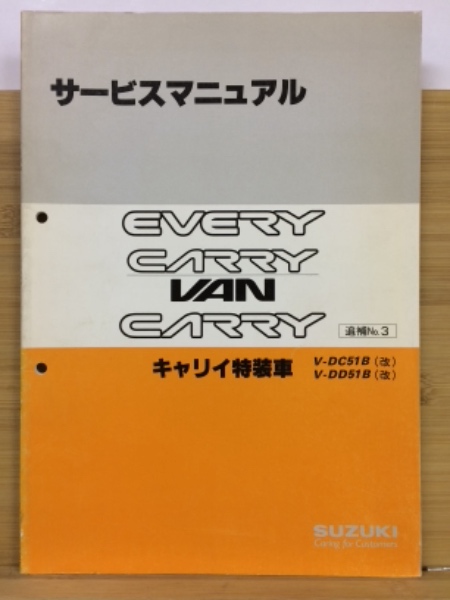 サービスマニュアル
EVERY
CARRY
VAN
CARRY
追補No.3
キャリイ特装車
V-DC51B(改)
V-DD51B(改)
SUZUKI
Caring for Customers